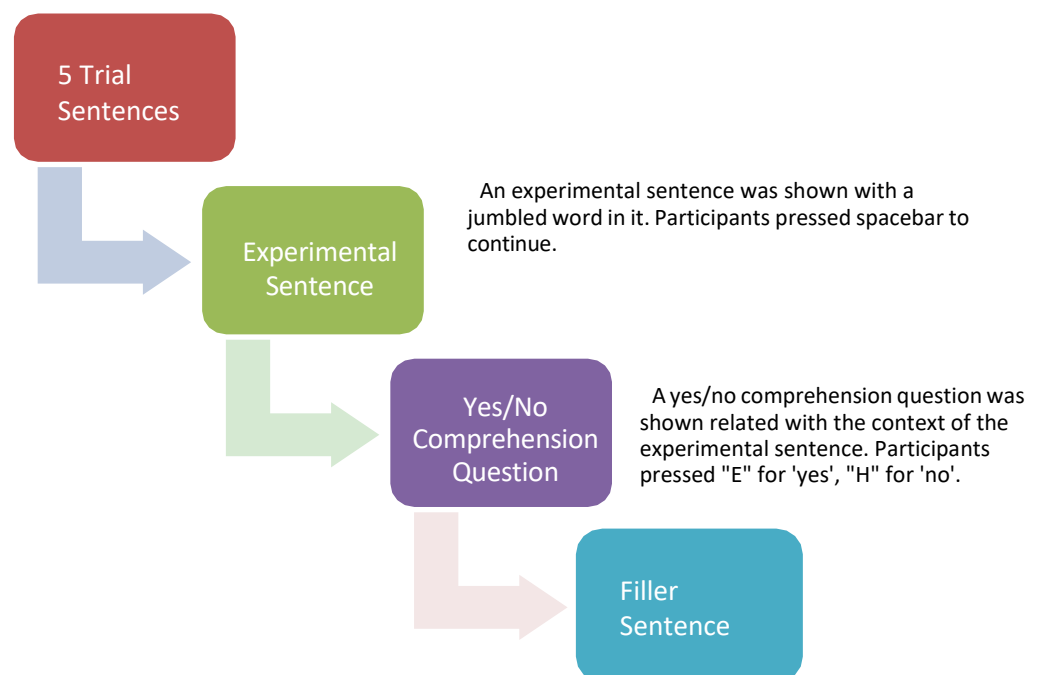 5 Trial
Sentences
An experimental sentence was shown with a
jumbled word in it. Participants pressed spacebar to
continue.
Experimental
Sentence
Yes/No
Comprehension
Question
A yes/no comprehension question was
shown related with the context of the
experimental sentence. Participants
pressed "E" for 'yes', "H" for 'no'.
Filler
Sentence